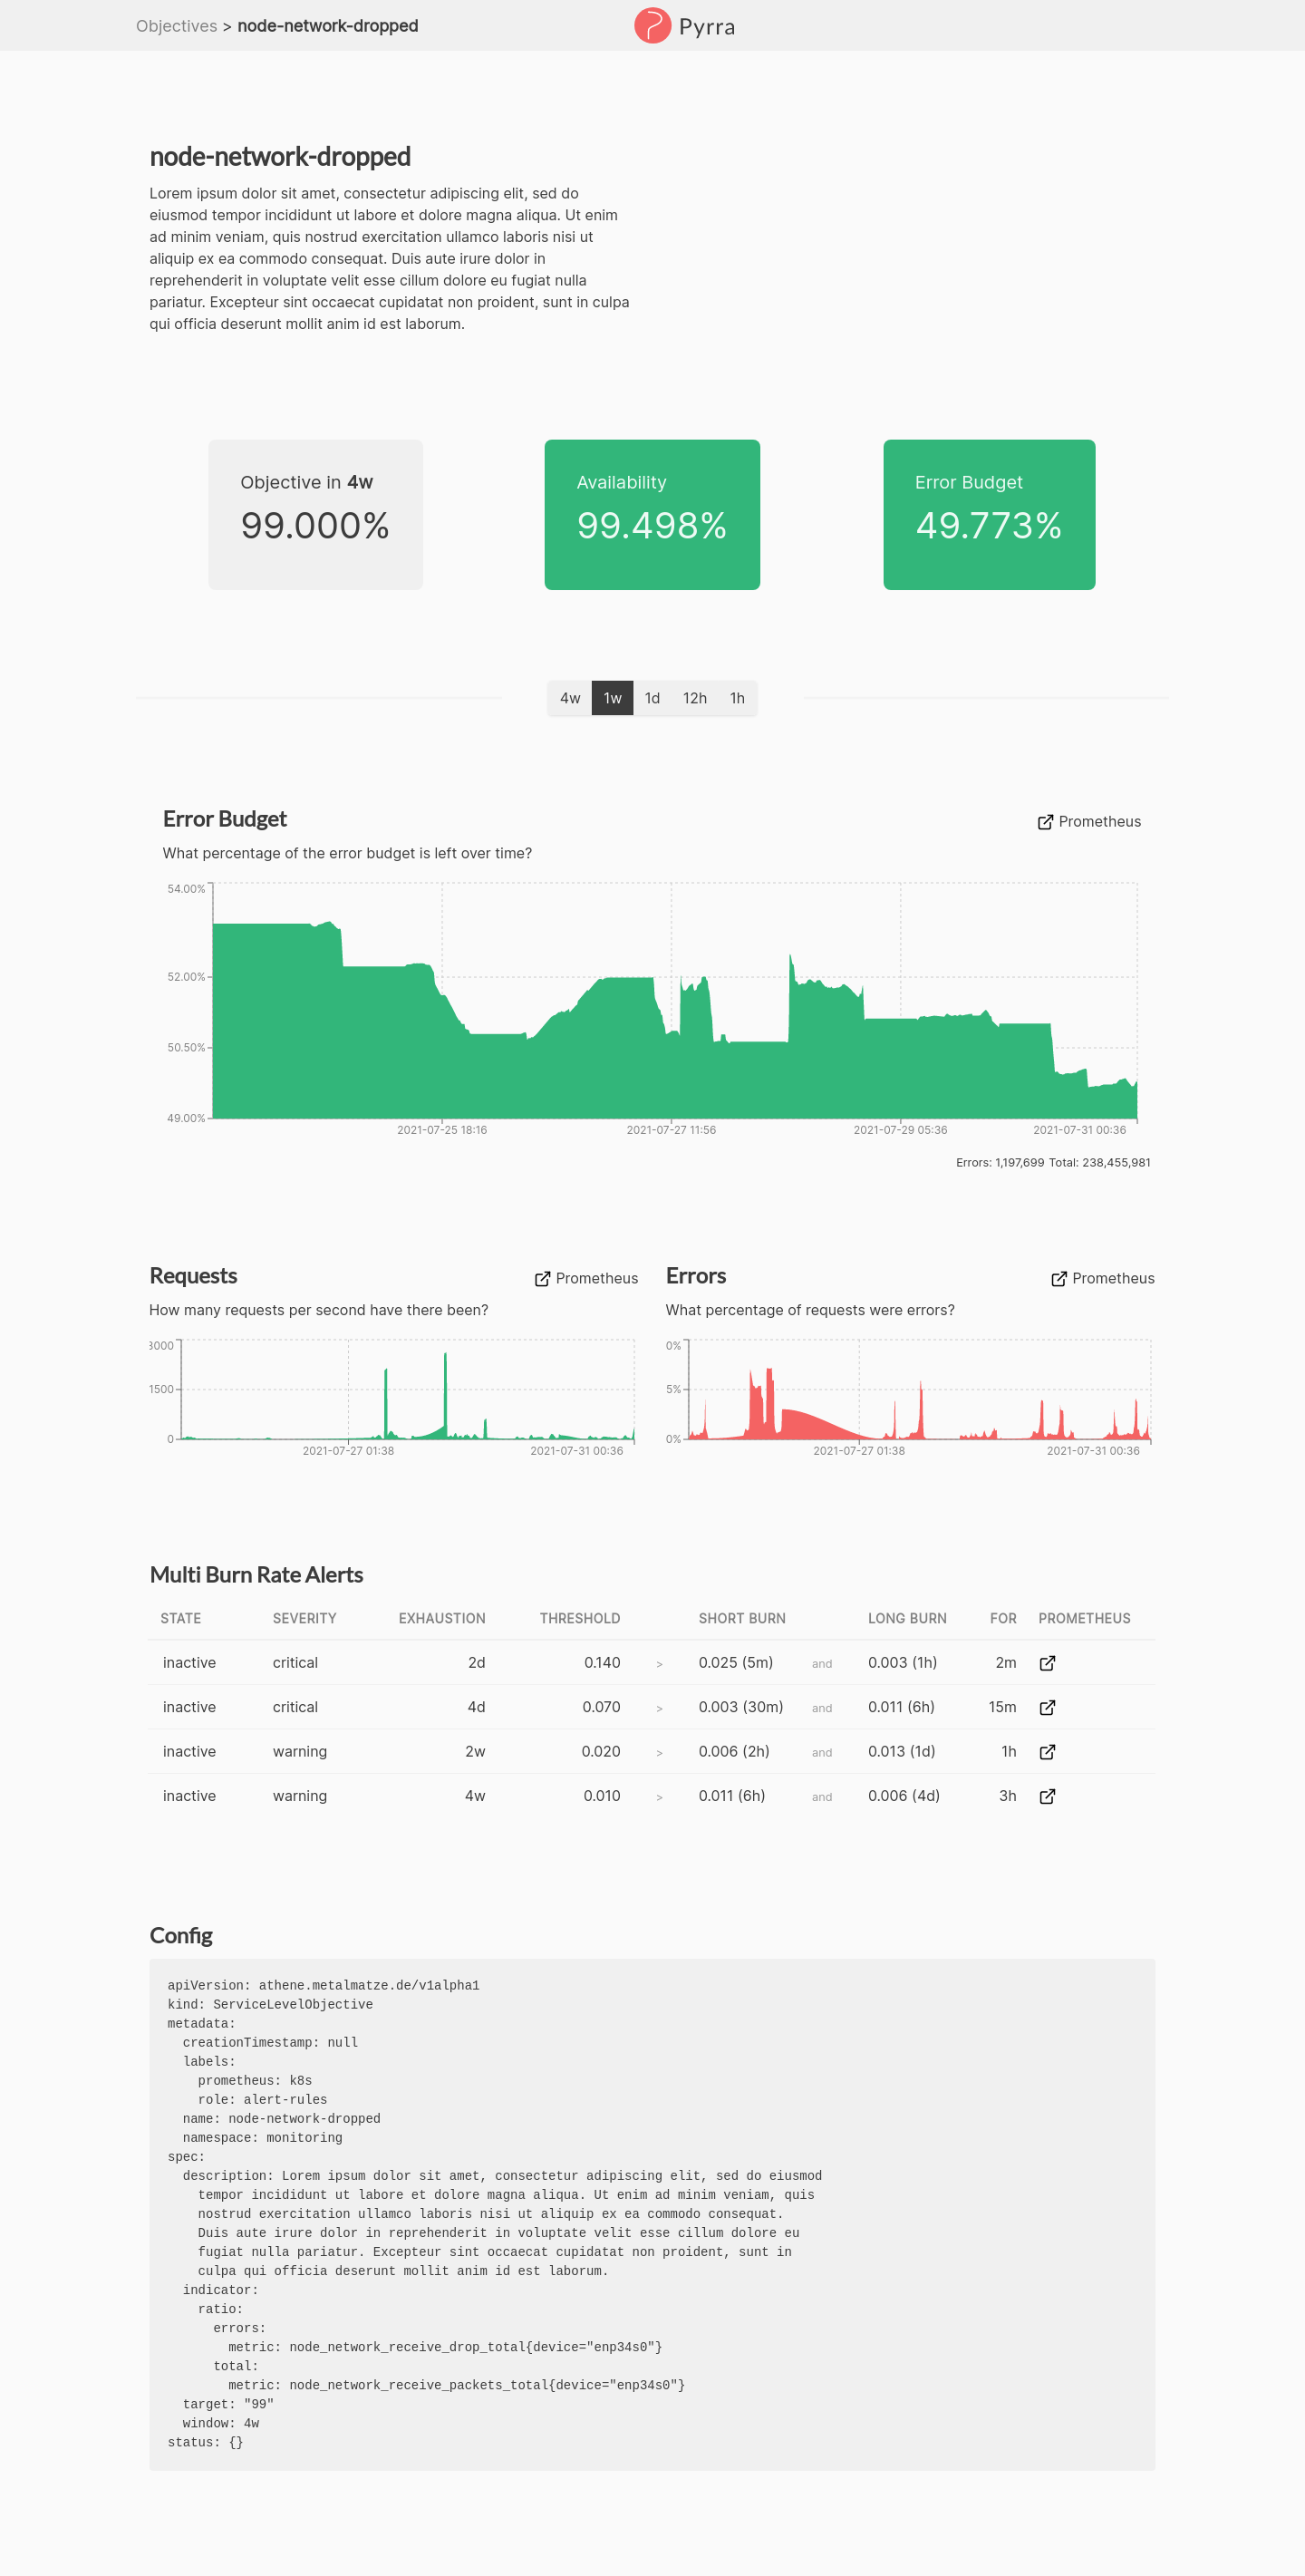 Objectives > node-network-dropped
Pyrra
node-network-dropped
Lorem ipsum dolor sit amet, consectetur adipiscing elit, sed do
eiusmod tempor incididunt ut labore et dolore magna aliqua. Ut enim
ad minim veniam, quis nostrud exercitation ullamco laboris nisi ut
aliquip ex ea commodo consequat. Duis aute irure dolor in
reprehenderit in voluptate velit esse cillum dolore eu fugiat nulla
pariatur. Excepteur sint occaecat cupidatat non proident, sunt in culpa
qui officia deserunt mollit anim id est laborum.
Objective in 4w
99.000%
Availability
99.498%
Error Budget
49.773%
4w 1w 1d 12h 1h
Error Budget
Prometheus
What percentage of the error budget is left over time?
54.00%
52.00%
50.50%
49.00%
2021-07-25 18:16 2021-07-27 11:56 2021-07-29 05:36 2021-07-31 00:36
Errors: 1,197,699 Total: 238,455,981
Requests
Prometheus
How many requests per second have there been?
3000
1500
0
2021-07-27 01:38 2021-07-31 00:36
Errors
Prometheus
What percentage of requests were errors?
0%
5%
0%
2021-07-27 01:38 2021-07-31 00:36
Multi Burn Rate Alerts
STATE SEVERITY EXHAUSTION THRESHOLD SHORT BURN LONG BURN FOR PROMETHEUS
inactive critical 2d 0.140 > 0.025 (5m) and 0.003 (1h) 2m
inactive critical 4d 0.070 > 0.003 (30m) and 0.011 (6h) 15m
inactive warning 2w 0.020 > 0.006 (2h) and 0.013 (1d) 1h
inactive warning 4w 0.010 > 0.011 (6h) and 0.006 (4d) 3h
Config
apiVersion: athene.metalmatze.de/v1alpha1
kind: ServiceLevelObjective
metadata:
  creationTimestamp: null
  labels:
    prometheus: k8s
    role: alert-rules
  name: node-network-dropped
  namespace: monitoring
spec:
  description: Lorem ipsum dolor sit amet, consectetur adipiscing elit, sed do eiusmod
    tempor incididunt ut labore et dolore magna aliqua. Ut enim ad minim veniam, quis
    nostrud exercitation ullamco laboris nisi ut aliquip ex ea commodo consequat.
    Duis aute irure dolor in reprehenderit in voluptate velit esse cillum dolore eu
    fugiat nulla pariatur. Excepteur sint occaecat cupidatat non proident, sunt in
    culpa qui officia deserunt mollit anim id est laborum.
  indicator:
    ratio:
      errors:
        metric: node_network_receive_drop_total{device="enp34s0"}
      total:
        metric: node_network_receive_packets_total{device="enp34s0"}
  target: "99"
  window: 4w
status: {}